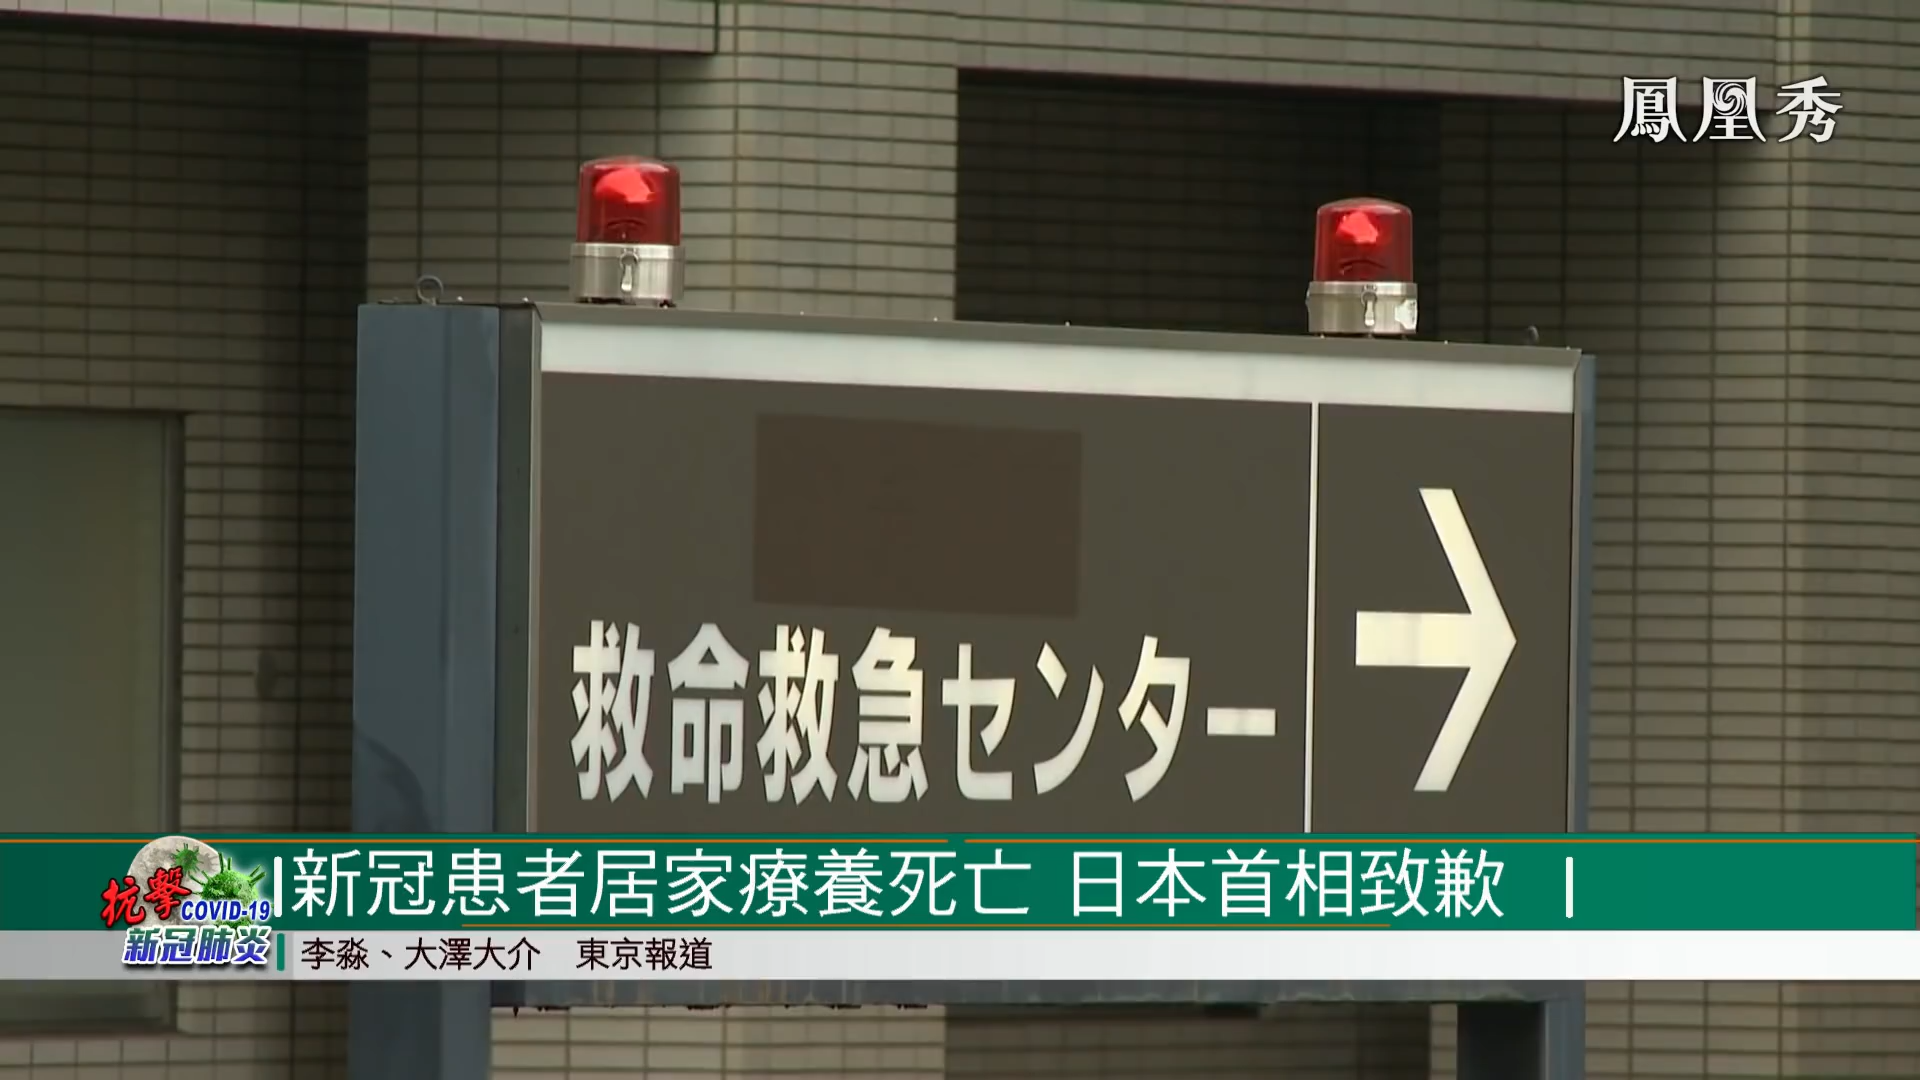 鳳凰秀
救命救急センター
新冠患者居家療養死亡 日本首相致歉
抗擊
COVID-19
新冠肺炎
李淼、大澤大介 東京報道